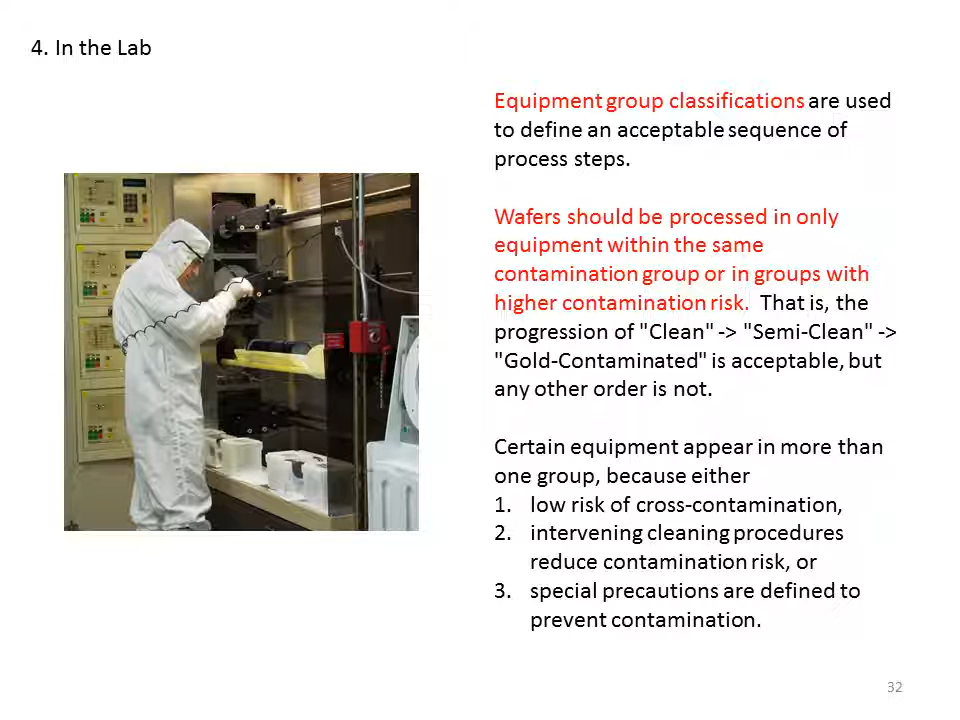 4. In the Lab
Equipment group classifications are used
to define an acceptable sequence of
process steps.
Wafers should be processed in only
equipment within the same
contamination group or in groups with
higher contamination risk. That is, the
progression of "Clean" -> "Semi-Clean" ->
"Gold-Contaminated" is acceptable, but
any other order is not.
Certain equipment appear in more than
one group, because either
1. low risk of cross-contamination,
2. intervening cleaning procedures
reduce contamination risk, or
3. special precautions are defined to
prevent contamination.
32